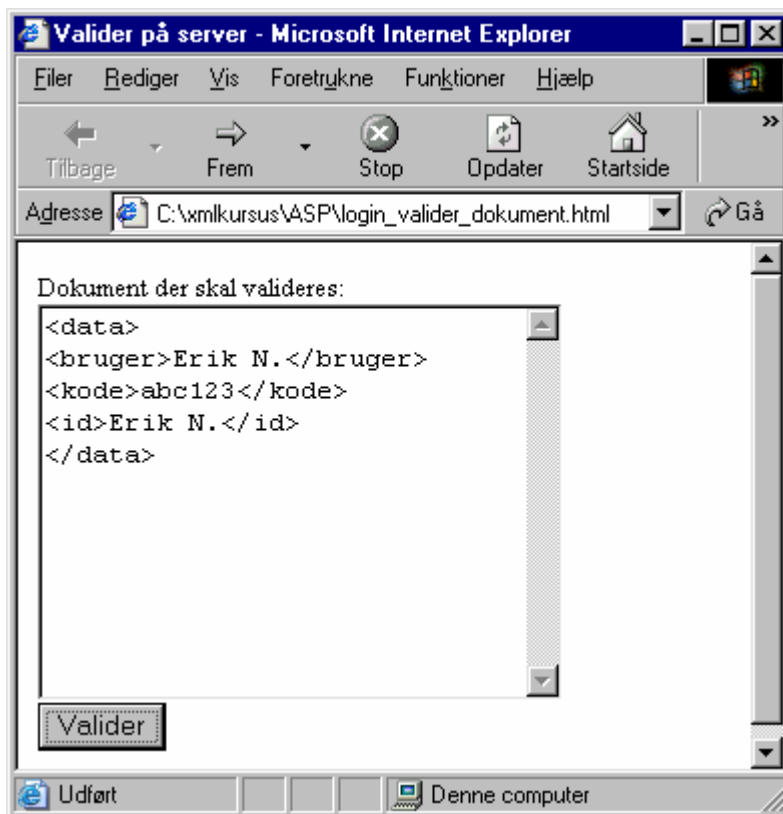 Valider på server - Microsoft Internet Explorer
Filer Rediger Vis Foretrukne Funktioner Hjælp
Tilbage Frem Stop Opdater Startside »
Adresse C:\xmlkursus\ASP\login_valider_dokument.html Gå
Dokument der skal valideres:
<data>
<bruger>Erik N.</bruger>
<kode>abc123</kode>
<id>Erik N.</id>
</data>
Valider
Udført Denne computer